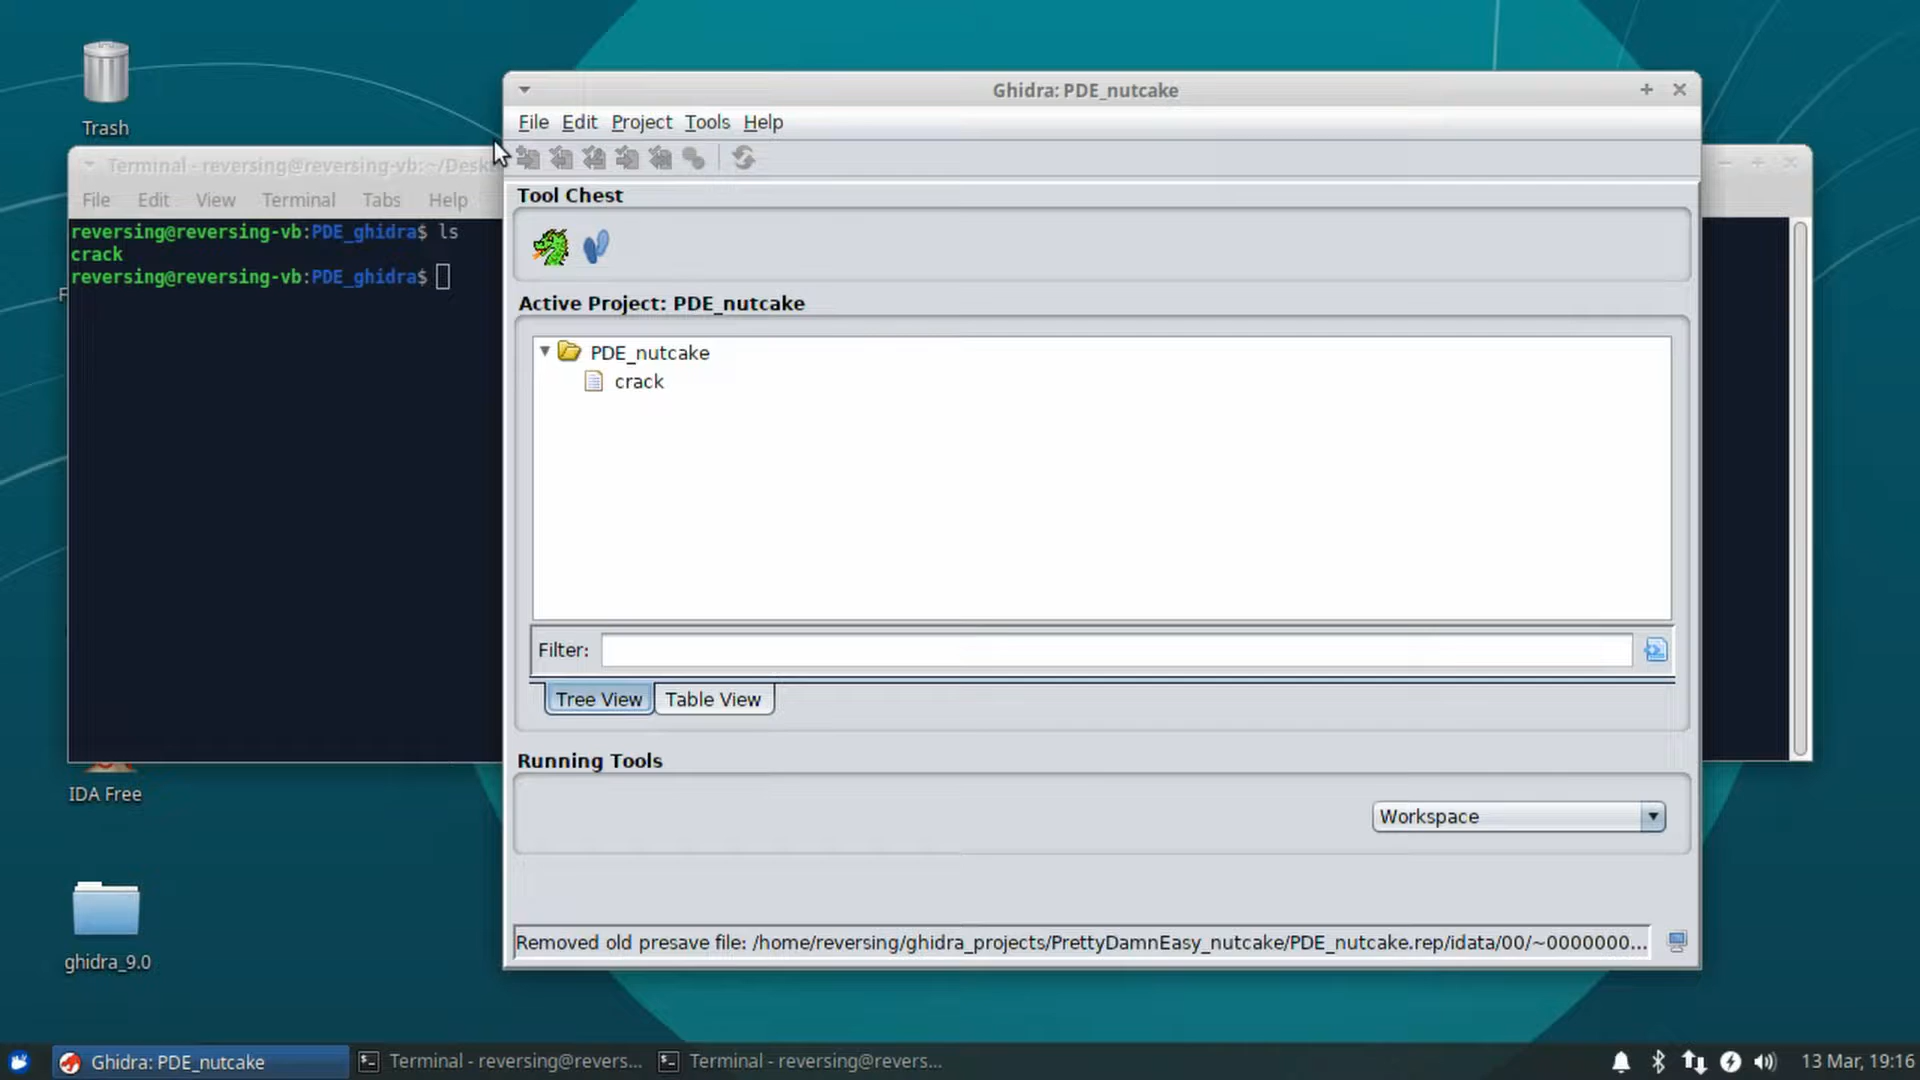 Trash
Terminal - reversing@reversing-vb:~/Desk
File Edit View Terminal Tabs Help
reversing@reversing-vb:PDE_ghidra$ ls
crack
reversing@reversing-vb:PDE_ghidra$
F
IDA Free
ghidra_9.0
Ghidra: PDE_nutcake
File Edit Project Tools Help
Tool Chest
Active Project: PDE_nutcake
PDE_nutcake
crack
Filter:
Tree View Table View
Running Tools
Workspace
Removed old presave file: /home/reversing/ghidra_projects/PrettyDamnEasy_nutcake/PDE_nutcake.rep/idata/00/~0000000...
Ghidra: PDE_nutcake
Terminal - reversing@revers...
Terminal - reversing@revers...
13 Mar, 19:16